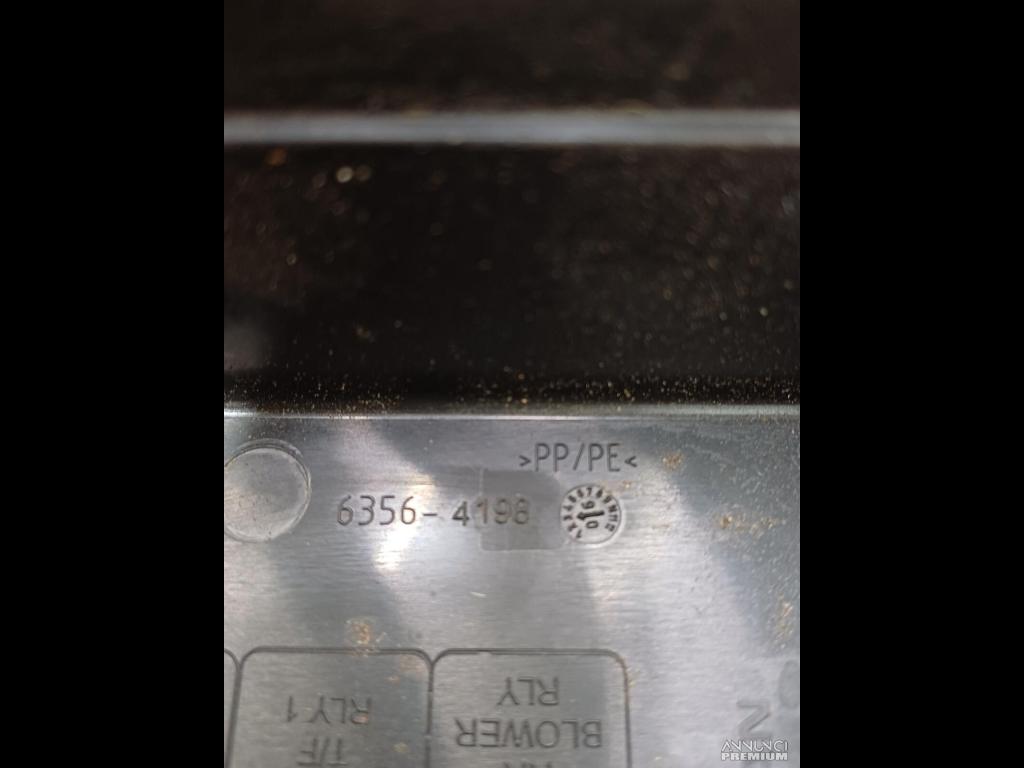 >PP/PE<
6356-4198
RLY 1
T/F
RLY
BLOWER
ANNUNCI
PREMIUM